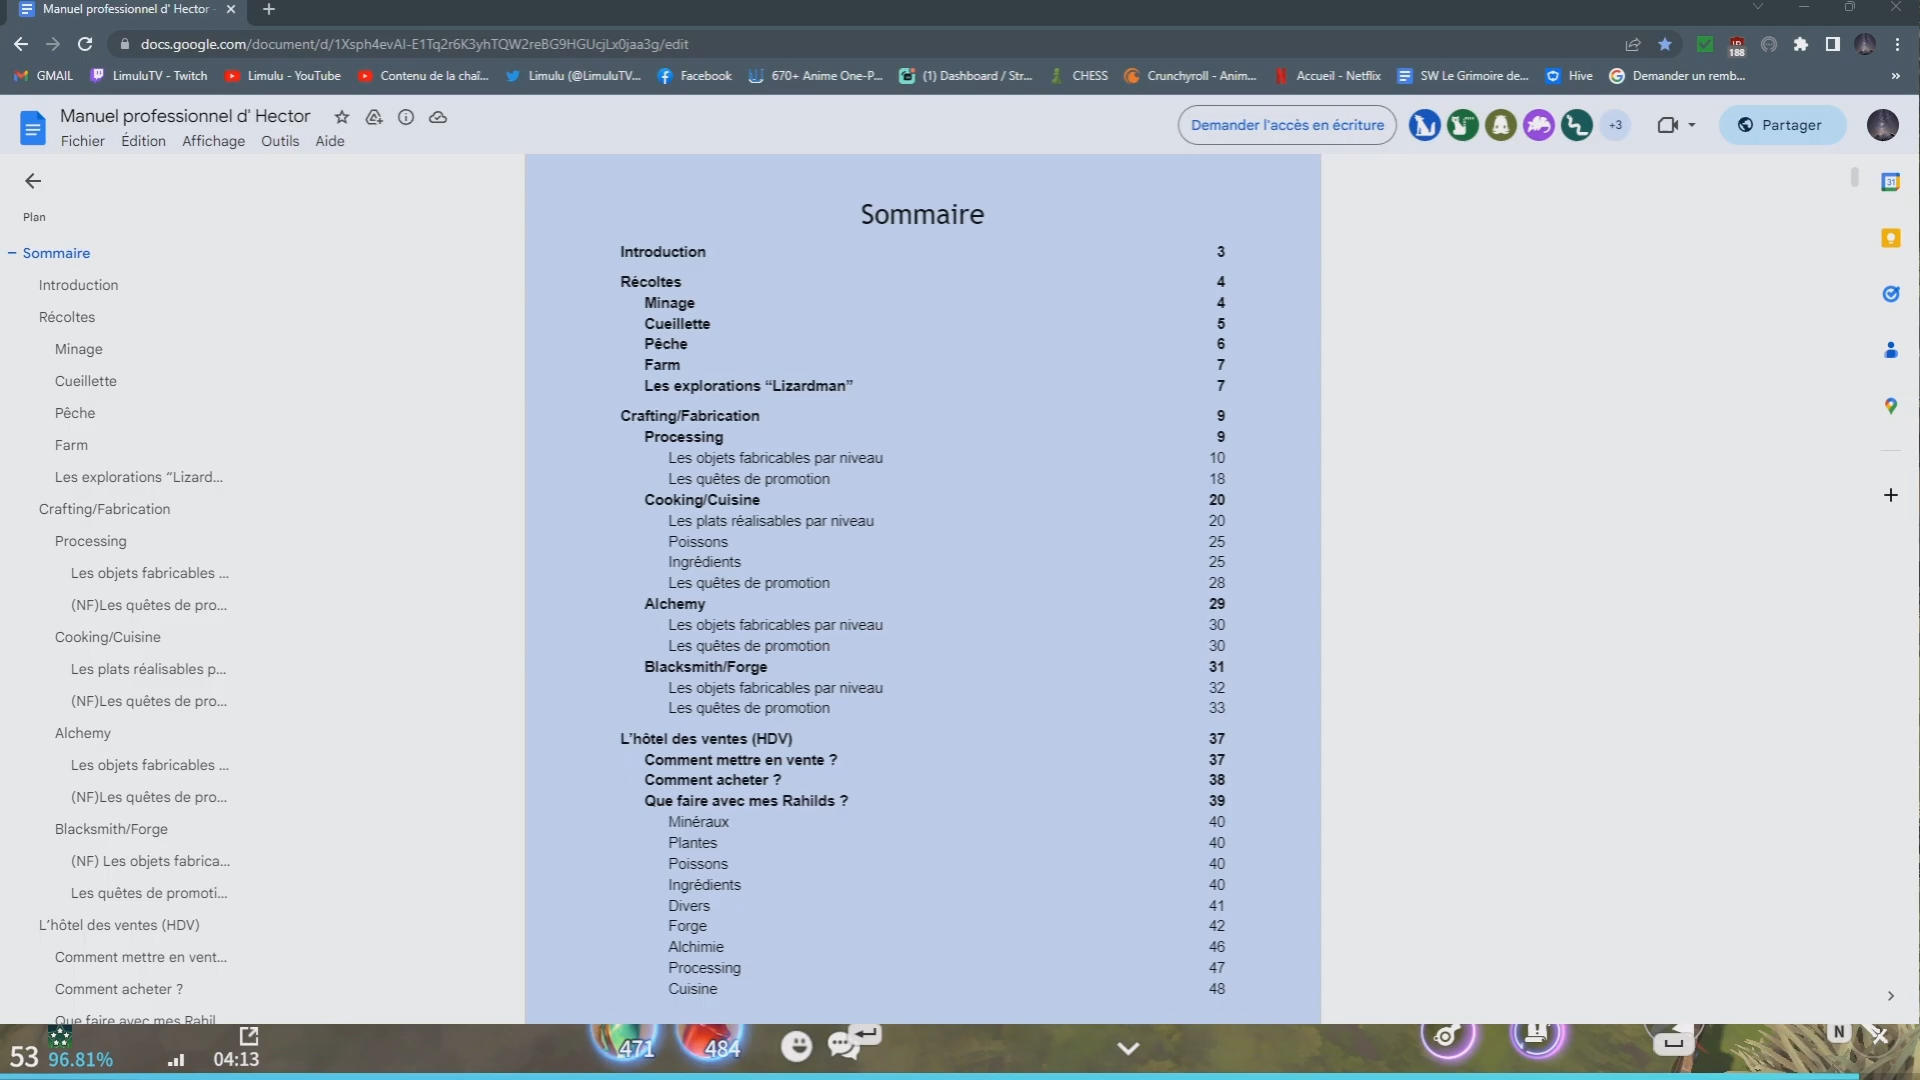 Manuel professionnel d' Hector
docs.google.com/document/d/1Xsph4evAI-E1Tq2r6K3yhTQW2reBG9HGUcjLx0jaa3g/edit
188
GMAIL
LimuluTV - Twitch
Limulu - YouTube
Contenu de la chaî...
Limulu (@LimuluTV...
Facebook
670+ Anime One-P...
(1) Dashboard / Str...
CHESS
Crunchyroll - Anim...
Accueil - Netflix
SW Le Grimoire de...
Hive
Demander un remb...
»
Manuel professionnel d' Hector
Fichier Édition Affichage Outils Aide
Demander l'accès en écriture
+3
Partager
31
Plan
Sommaire
Introduction
Récoltes
Minage
Cueillette
Pêche
Farm
Les explorations “Lizard...
Crafting/Fabrication
Processing
Les objets fabricables ...
(NF)Les quêtes de pro...
Cooking/Cuisine
Les plats réalisables p...
(NF)Les quêtes de pro...
Alchemy
Les objets fabricables ...
(NF)Les quêtes de pro...
Blacksmith/Forge
(NF) Les objets fabrica...
Les quêtes de promoti...
L’hôtel des ventes (HDV)
Comment mettre en vent...
Comment acheter ?
Que faire avec mes Rahil
Sommaire
Introduction 3
Récoltes 4
Minage 4
Cueillette 5
Pêche 6
Farm 7
Les explorations “Lizardman” 7
Crafting/Fabrication 9
Processing 9
Les objets fabricables par niveau 10
Les quêtes de promotion 18
Cooking/Cuisine 20
Les plats réalisables par niveau 20
Poissons 25
Ingrédients 25
Les quêtes de promotion 28
Alchemy 29
Les objets fabricables par niveau 30
Les quêtes de promotion 30
Blacksmith/Forge 31
Les objets fabricables par niveau 32
Les quêtes de promotion 33
L’hôtel des ventes (HDV) 37
Comment mettre en vente ? 37
Comment acheter ? 38
Que faire avec mes Rahilds ? 39
Minéraux 40
Plantes 40
Poissons 40
Ingrédients 40
Divers 41
Forge 42
Alchimie 46
Processing 47
Cuisine 48
53 96.81%
04:13
471
484
N